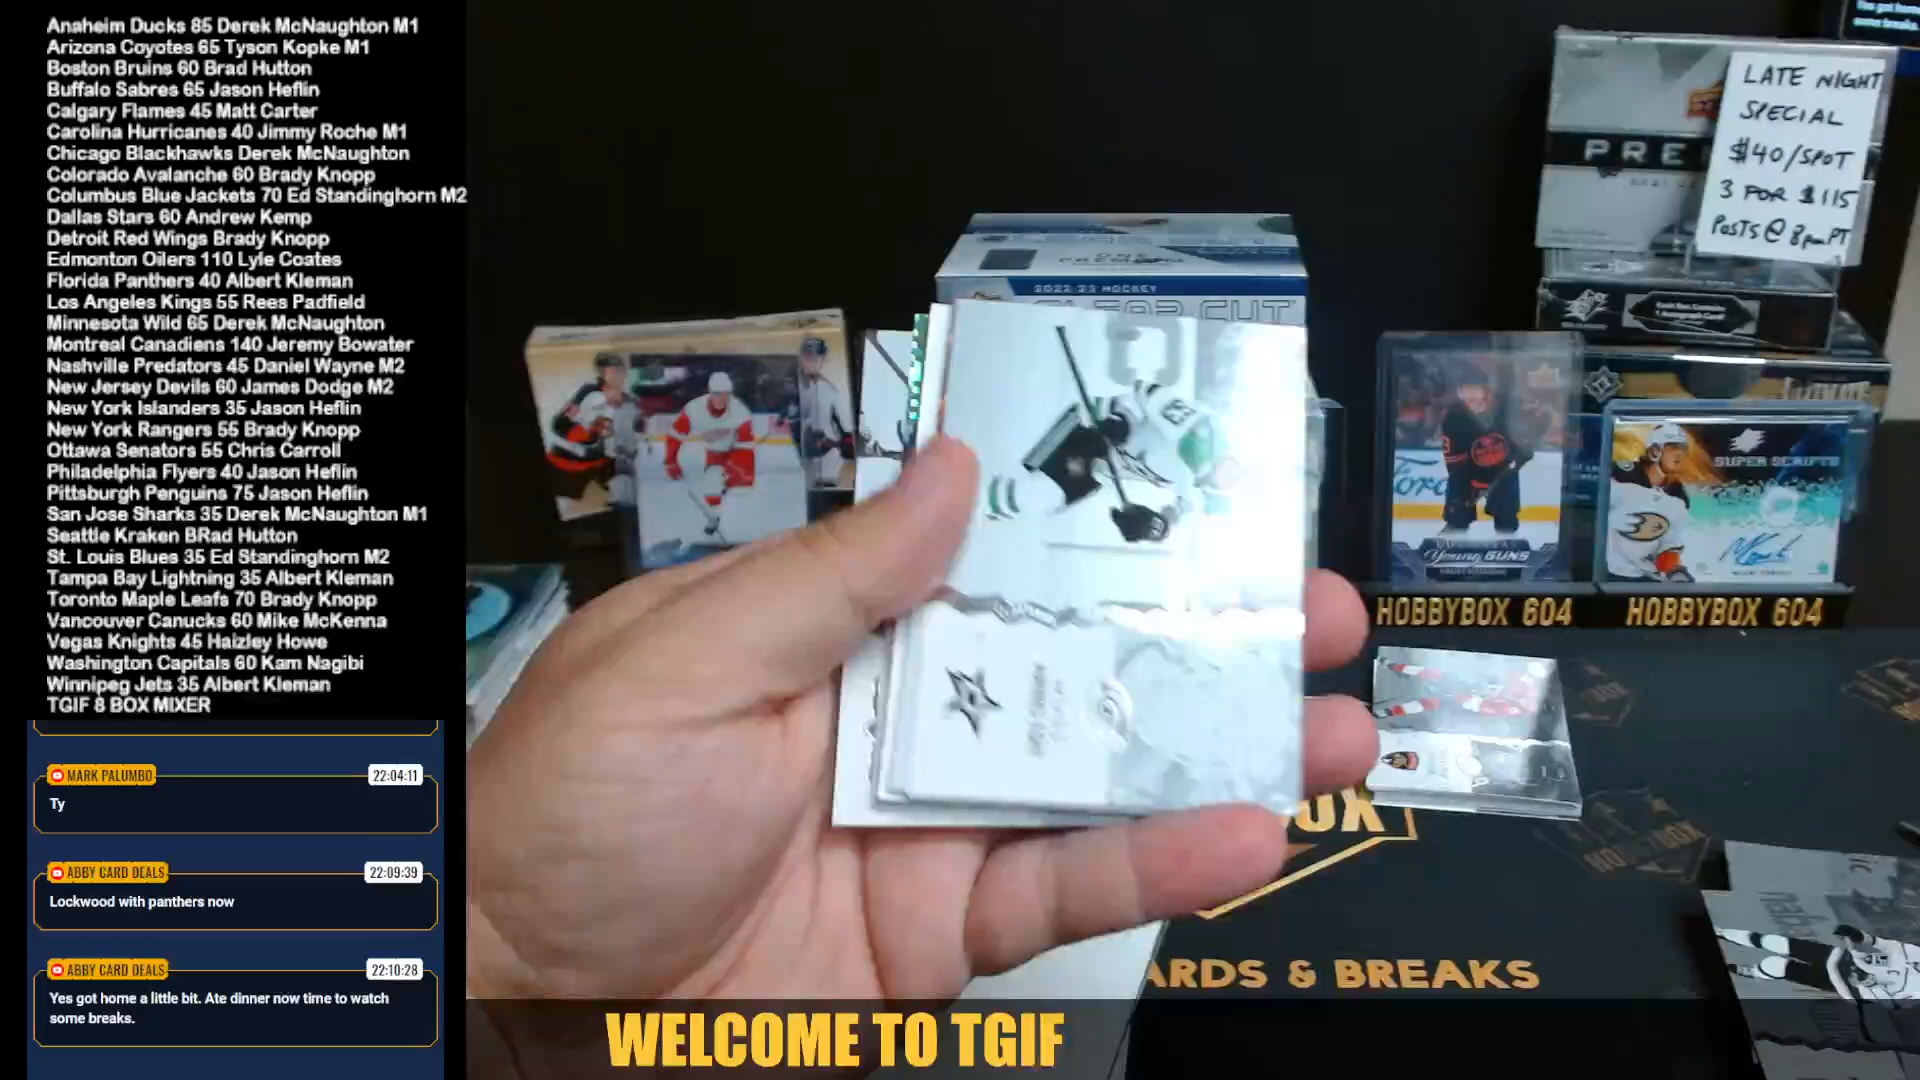 Anaheim Ducks 85 Derek McNaughton M1
Arizona Coyotes 65 Tyson Kopke M1
Boston Bruins 60 Brad Hutton
Buffalo Sabres 65 Jason Heflin
Calgary Flames 45 Matt Carter
Carolina Hurricanes 40 Jimmy Roche M1
Chicago Blackhawks Derek McNaughton
Colorado Avalanche 60 Brady Knopp
Columbus Blue Jackets 70 Ed Standinghorn M2
Dallas Stars 60 Andrew Kemp
Detroit Red Wings Brady Knopp
Edmonton Oilers 110 Lyle Coates
Florida Panthers 40 Albert Kleman
Los Angeles Kings 55 Rees Padfield
Minnesota Wild 65 Derek McNaughton
Montreal Canadiens 140 Jeremy Bowater
Nashville Predators 45 Daniel Wayne M2
New Jersey Devils 60 James Dodge M2
New York Islanders 35 Jason Heflin
New York Rangers 55 Brady Knopp
Ottawa Senators 55 Chris Carroll
Philadelphia Flyers 40 Jason Heflin
Pittsburgh Penguins 75 Jason Heflin
San Jose Sharks 35 Derek McNaughton M1
Seattle Kraken BRad Hutton
St. Louis Blues 35 Ed Standinghorn M2
Tampa Bay Lightning 35 Albert Kleman
Toronto Maple Leafs 70 Brady Knopp
Vancouver Canucks 60 Mike McKenna
Vegas Knights 45 Haizley Howe
Washington Capitals 60 Kam Nagibi
Winnipeg Jets 35 Albert Kleman
TGIF 8 BOX MIXER
MARK PALUMBO 22:04:11
Ty
ABBY CARD DEALS 22:09:39
Lockwood with panthers now
ABBY CARD DEALS 22:10:28
Yes got home a little bit. Ate dinner now time to watch
some breaks.
LATE NIGHT
SPECIAL
$40/SPOT
3 FOR $115
POSTS @ 8pm PT
PRE
2022-23 HOCKEY
CLEAR CUT
SUPER SCRIPTS
Young GUNS
HOBBYBOX 604
HOBBYBOX 604
OX
ARDS & BREAKS
WELCOME TO TGIF